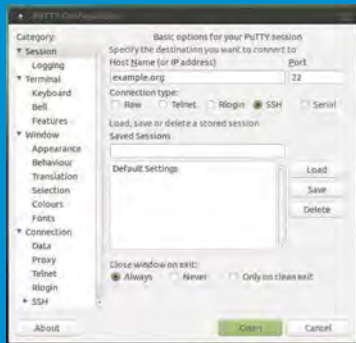 PuTTY Configuration
Category:
Session
Logging
Terminal
Keyboard
Bell
Features
Window
Appearance
Behaviour
Translation
Selection
Colours
Fonts
Connection
Data
Proxy
Telnet
Rlogin
SSH
Basic options for your PuTTY session
Specify the destination you want to connect to
Host Name (or IP address)
Port
example.org
22
Connection type:
Raw
Telnet
Rlogin
SSH
Serial
Load, save or delete a stored session
Saved Sessions
Default Settings
Load
Save
Delete
Close window on exit:
Always
Never
Only on clean exit
About
Open
Cancel